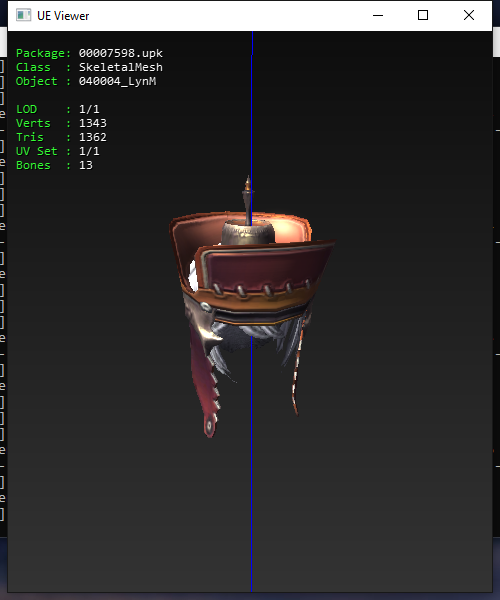 UE Viewer
Package: 00007598.upk
Class  : SkeletalMesh
Object : 040004_LynM
LOD    : 1/1
Verts  : 1343
Tris   : 1362
UV Set : 1/1
Bones  : 13